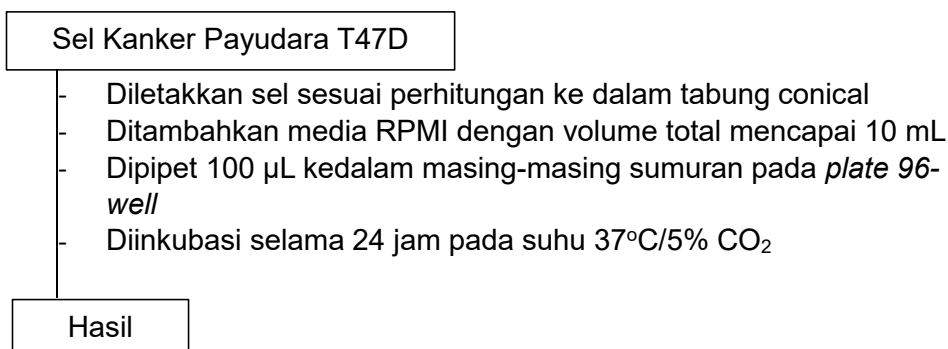 Sel Kanker Payudara T47D
- Diletakkan sel sesuai perhitungan ke dalam tabung conical
- Ditambahkan media RPMI dengan volume total mencapai 10 mL
- Dipipet 100 µL kedalam masing-masing sumuran pada plate 96-
well
- Diinkubasi selama 24 jam pada suhu 37°C/5% CO₂
Hasil